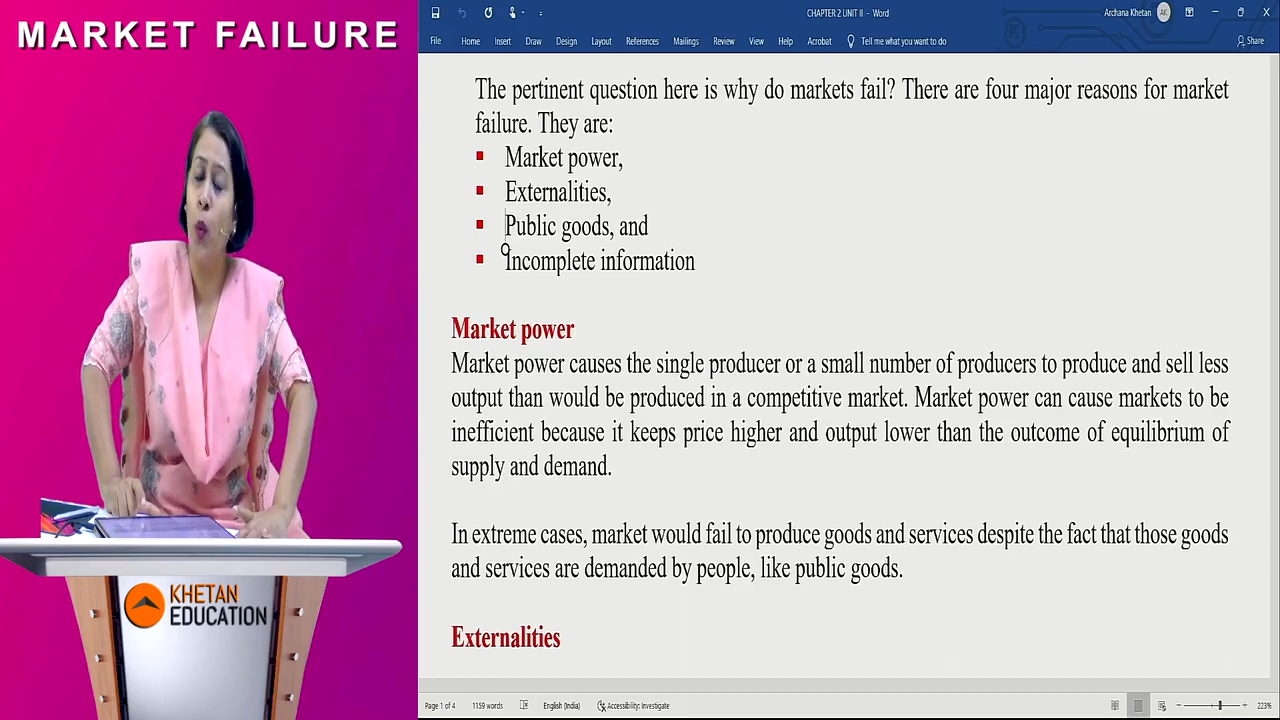 MARKET FAILURE
CHAPTER 2 UNIT II - Word
Archana Khetan
AK
File Home Insert Draw Design Layout References Mailings Review View Help Acrobat Tell me what you want to do
Share
The pertinent question here is why do markets fail? There are four major reasons for market
failure. They are:
▪ Market power,
▪ Externalities,
▪ Public goods, and
▪ Incomplete information
Market power
Market power causes the single producer or a small number of producers to produce and sell less
output than would be produced in a competitive market. Market power can cause markets to be
inefficient because it keeps price higher and output lower than the outcome of equilibrium of
supply and demand.
In extreme cases, market would fail to produce goods and services despite the fact that those goods
and services are demanded by people, like public goods.
Externalities
KHETAN
EDUCATION
Page 1 of 4 1159 words English (India) Accessibility: Investigate
223%